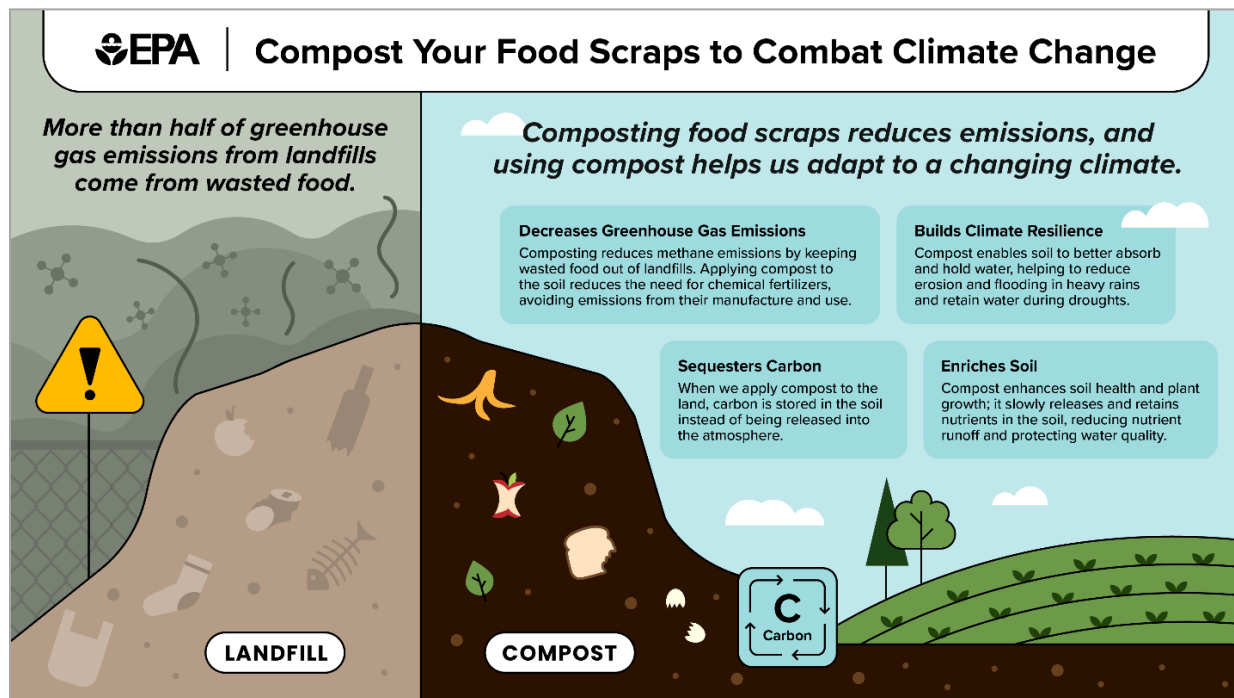 EPA
Compost Your Food Scraps to Combat Climate Change
More than half of greenhouse
gas emissions from landfills
come from wasted food.
Composting food scraps reduces emissions, and
using compost helps us adapt to a changing climate.
Decreases Greenhouse Gas Emissions
Composting reduces methane emissions by keeping
wasted food out of landfills. Applying compost to
the soil reduces the need for chemical fertilizers,
avoiding emissions from their manufacture and use.
Builds Climate Resilience
Compost enables soil to better absorb
and hold water, helping to reduce
erosion and flooding in heavy rains
and retain water during droughts.
Sequesters Carbon
When we apply compost to the
land, carbon is stored in the soil
instead of being released into
the atmosphere.
Enriches Soil
Compost enhances soil health and plant
growth; it slowly releases and retains
nutrients in the soil, reducing nutrient
runoff and protecting water quality.
!
LANDFILL
COMPOST
C
Carbon